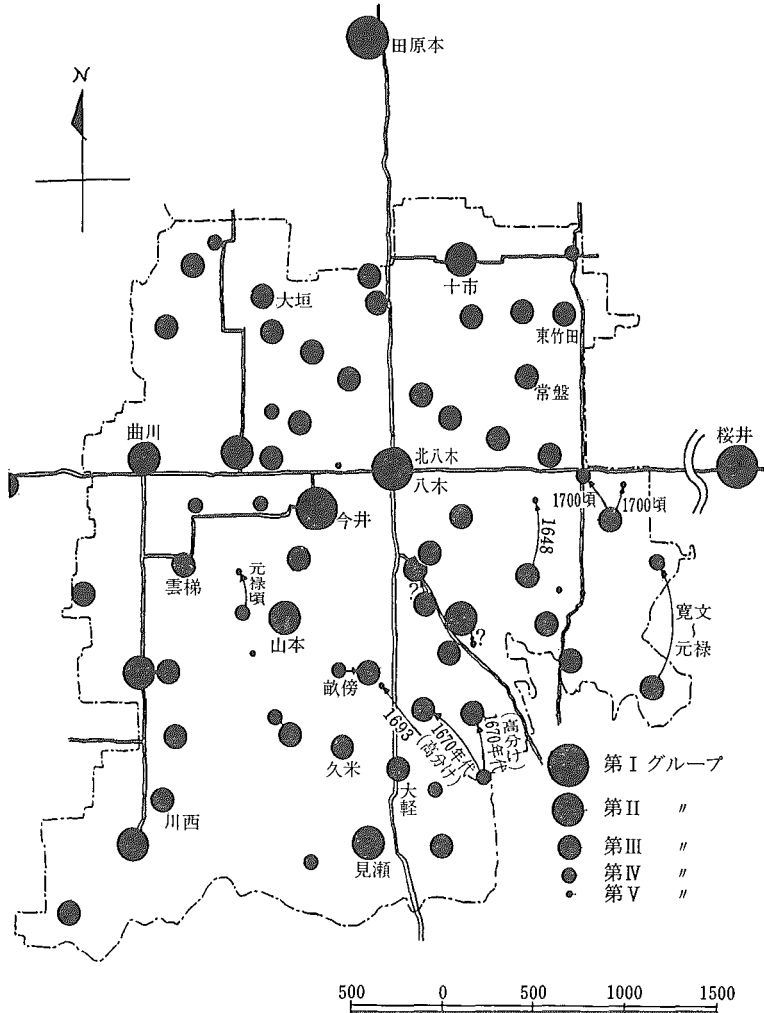 田原本
N
十市
大垣
東竹田
常盤
曲川
北八木
八木
桜井
今井
1700頃
1700頃
1648
雲梯
元禄頃
山本
?
?
寛文~元禄
畝傍
1693(高分け)
1670年代(高分け)
1670年代(高分け)
久米
大軽
川西
見瀬
第Ⅰグループ
第Ⅱ 〃
第Ⅲ 〃
第Ⅳ 〃
第Ⅴ 〃
500 0 500 1000 1500